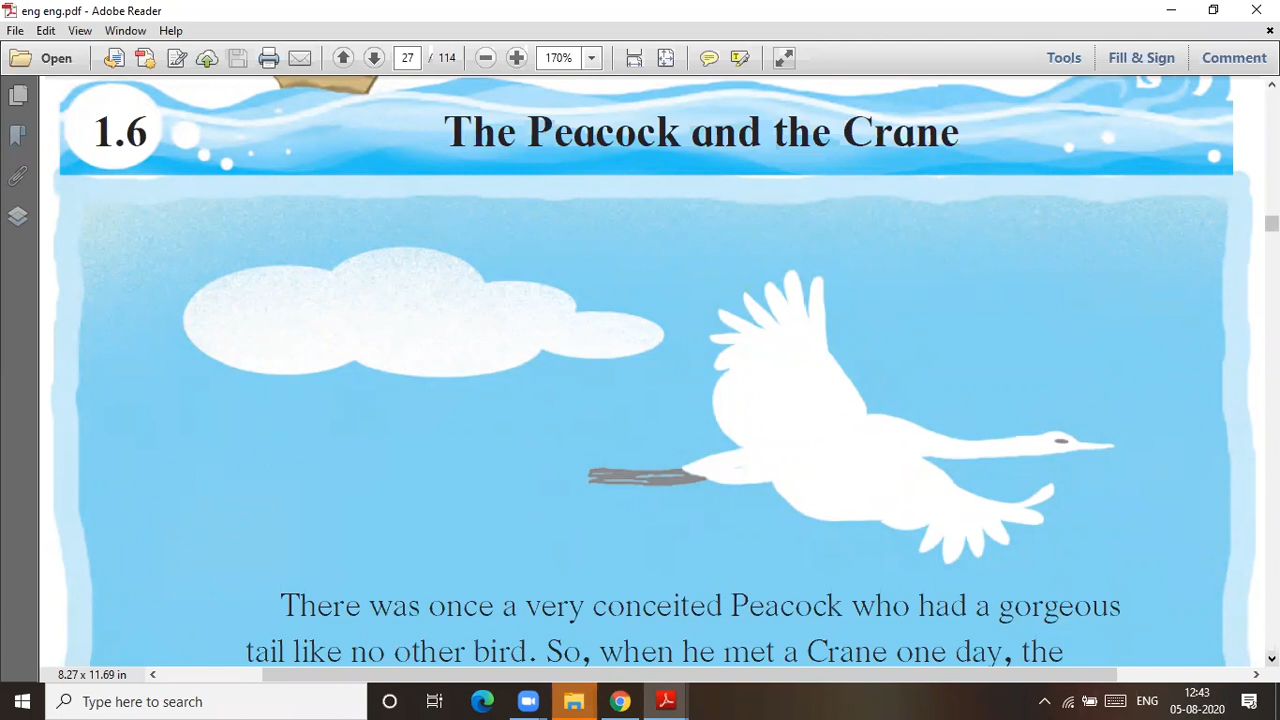 eng eng.pdf - Adobe Reader
File Edit View Window Help
Open 27 / 114 170% Tools Fill & Sign Comment
1.6 The Peacock and the Crane
There was once a very conceited Peacock who had a gorgeous
tail like no other bird. So, when he met a Crane one day, the
8.27 x 11.69 in
Type here to search
ENG
12:43
05-08-2020